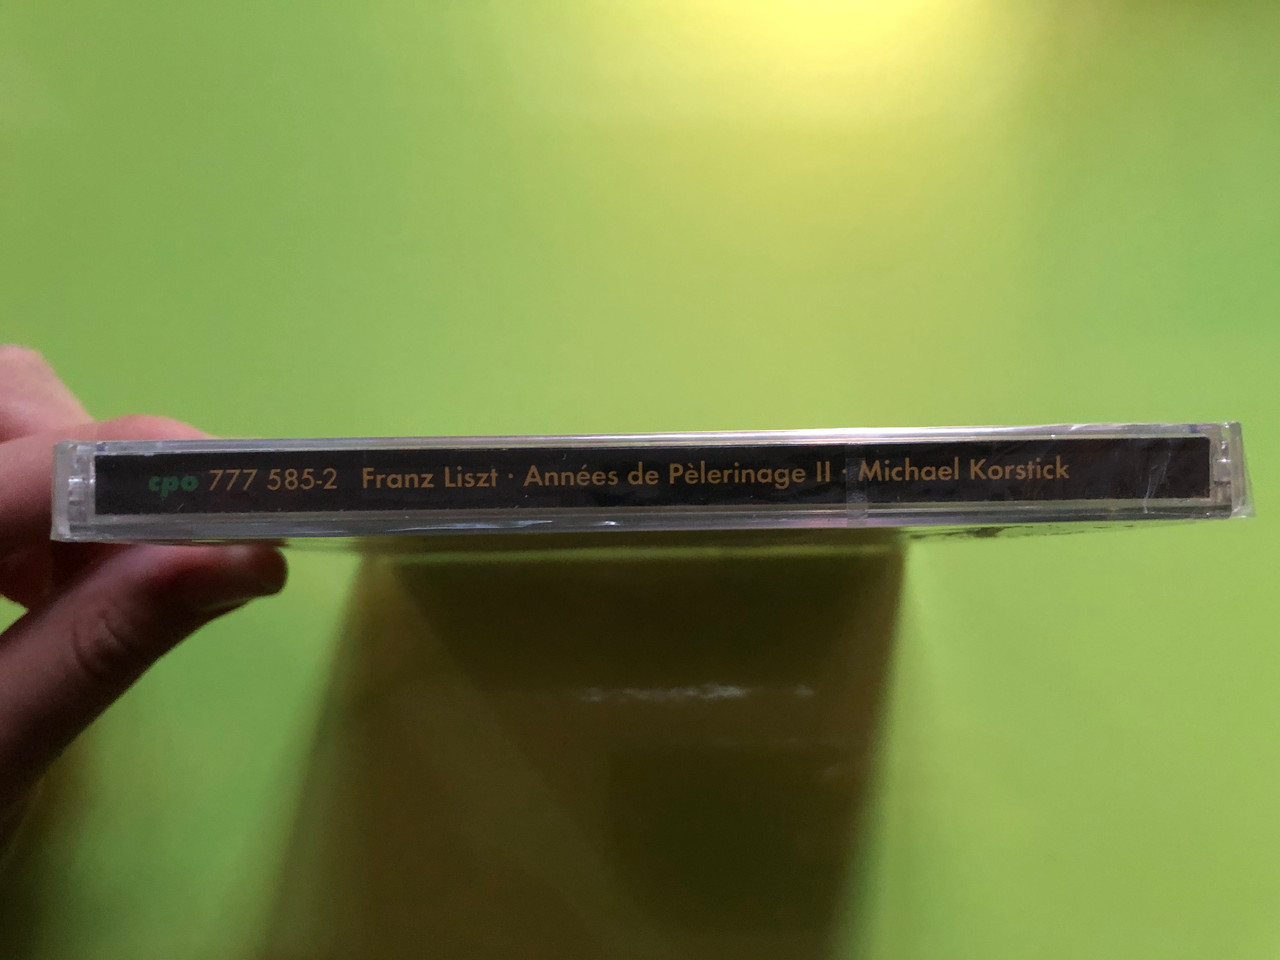 cpo 777 585-2 Franz Liszt · Années de Pèlerinage II · Michael Korstick